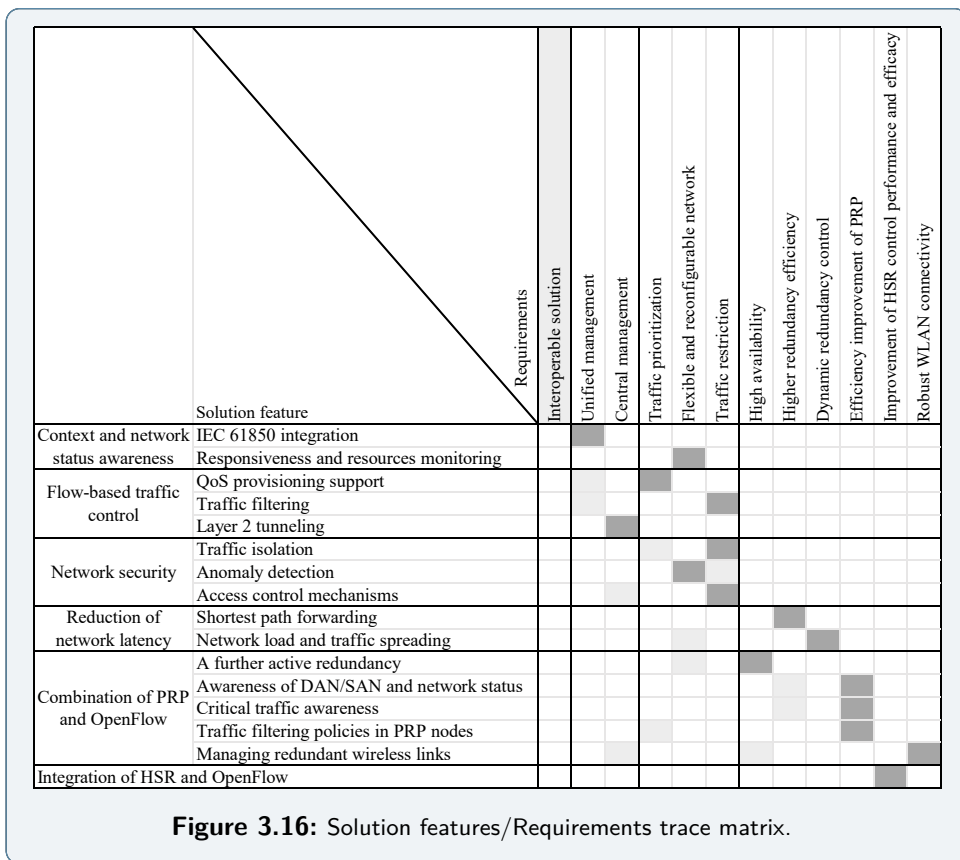 Requirements
Interoperable solution
Unified management
Central management
Traffic prioritization
Flexible and reconfigurable network
Traffic restriction
High availability
Higher redundancy efficiency
Dynamic redundancy control
Efficiency improvement of PRP
Improvement of HSR control performance and efficacy
Robust WLAN connectivity
Solution feature
Context and network
status awareness
IEC 61850 integration
Responsiveness and resources monitoring
Flow-based traffic
control
QoS provisioning support
Traffic filtering
Layer 2 tunneling
Network security
Traffic isolation
Anomaly detection
Access control mechanisms
Reduction of
network latency
Shortest path forwarding
Network load and traffic spreading
Combination of PRP
and OpenFlow
A further active redundancy
Awareness of DAN/SAN and network status
Critical traffic awareness
Traffic filtering policies in PRP nodes
Managing redundant wireless links
Integration of HSR and OpenFlow
Figure 3.16: Solution features/Requirements trace matrix.